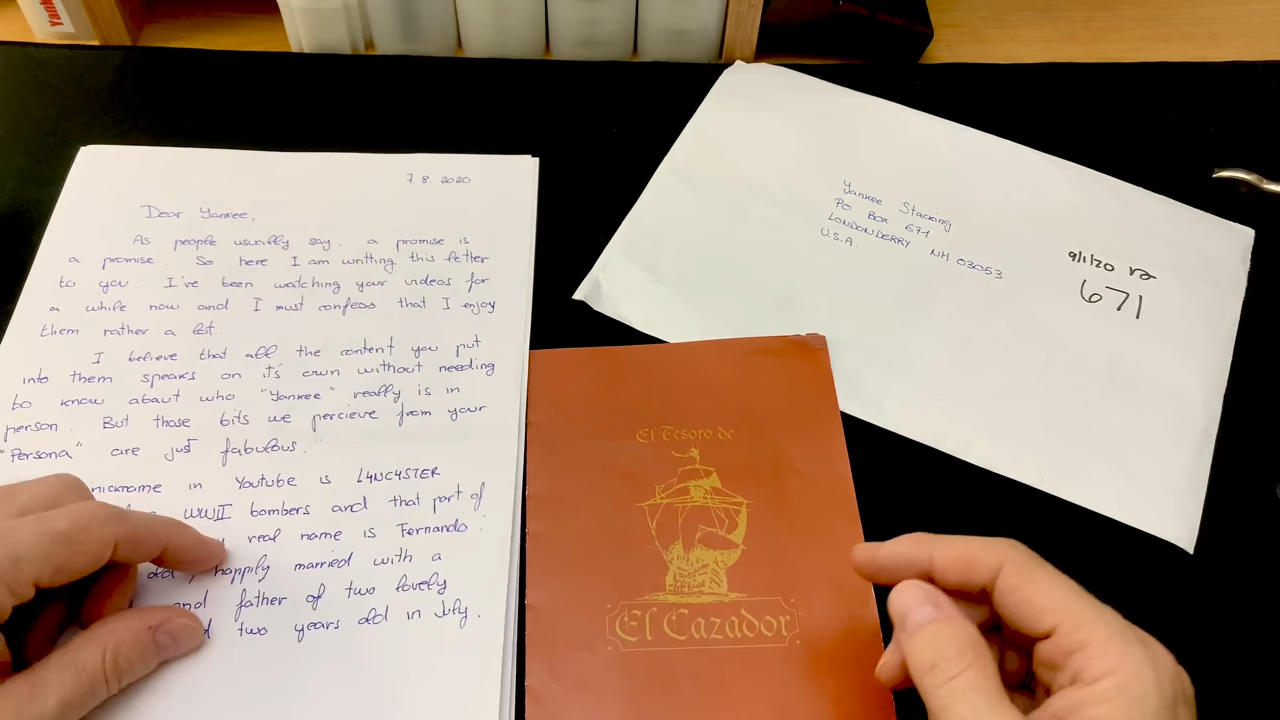 Yankee
7. 8. 2020
Dear Yankee,
As people usually say, a promise is
a promise. So here I am writting this letter
to you. I've been watching your videos for
a while now and I must confess that I enjoy
them rather a lot.
I believe that all the content you put
into them speaks on it's own without needing
to know about who "Yankee" really is in
person. But those bits we percieve from your
"Persona" are just fabulous.
nickname in Youtube is L4NC4STER
WWII bombers and that part of
real name is Fernando.
old, happily married with a
and father of two lovely
two years old in July.
El Tesoro de
El Cazador
Yankee Stacking
PO Box 671
LONDONDERRY NH 03053
U.S.A.
9/1/20
671